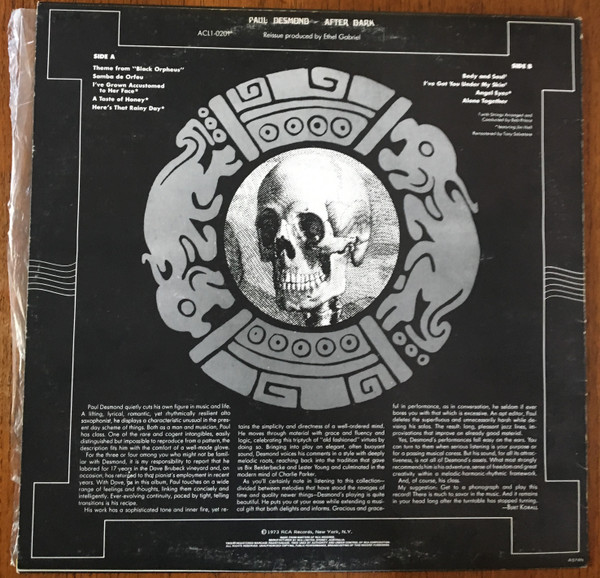 PAUL DESMOND - AFTER DARK
ACL1-0201
Reissue produced by Ethel Gabriel
SIDE A
Theme from "Black Orpheus"
Samba de Orfeu
I've Grown Accustomed
to Her Face*
A Taste of Honey*
Here's That Rainy Day*
SIDE B
Body and Soul
I've Got You Under My Skin
Angel Eyes
Alone Together
with Strings Arranged and
Conducted by Bob Prince
*featuring Jim Hall
Remastered by Tony Salvatore
Paul Desmond quietly cuts his own figure in music and life.
A lilting, lyrical, romantic, yet rhythmically resilient alto
saxophonist, he displays a characteristic unusual in the pres-
ent day scheme of things. Both as a man and musician, Paul
has class. One of the rare and cogent intangibles, easily
distinguished but impossible to reproduce from a pattern, the
description fits him with the comfort of a well-made glove.
For the three or four among you who might not be famil-
iar with Desmond, it is my responsibility to report that he
labored for 17 years in the Dave Brubeck vineyard and, on
occasion, has returned to that pianist's employment in recent
years. With Dave, as in this album, Paul touches on a wide
range of feelings and thoughts, linking them concisely and
intelligently. Ever-evolving continuity, paced by tight, telling
transitions is his recipe.
His work has a sophisticated tone and inner fire, yet re-
tains the simplicity and directness of a well-ordered mind.
He moves through material with grace and fluency and
logic, celebrating this triptych of "old fashioned" virtues by
doing so. Bringing into play an elegant, often buoyant
sound, Desmond voices his comments in a style with deeply
melodic roots, reaching back into the tradition that gave
us Bix Beiderbecke and Lester Young and culminated in the
modern mind of Charlie Parker.
As you'll certainly note in listening to this collection—
divided between melodies that have stood the ravages of
time and quality newer things—Desmond's playing is quite
beautiful. He puts you at your ease while extending a musi-
cal gift that both delights and informs. Gracious and grace-
ful in performance, as in conversation, he seldom if ever
bores you with that which is excessive. An apt editor, Paul
deletes the superfluous and unnecessarily harsh while de-
vising his solos. The result: long, pleasant jazz lines, im-
provisations that improve on already good material.
Yes, Desmond's performances fall easy on the ears. You
can turn to them when serious listening is your purpose or
for a passing musical caress. But his sound, for all its attrac-
tiveness, is not all of Desmond's assets. What most strongly
recommends him is his adventure, sense of freedom and great
creativity within a melodic-harmonic-rhythmic framework.
And, of course, his class.
My suggestion: Get to a phonograph and play this
record! There is much to savor in the music. And it remains
in your head long after the turntable has stopped turning.
—BURT KORALL
© 1973 RCA Records, New York, N.Y.